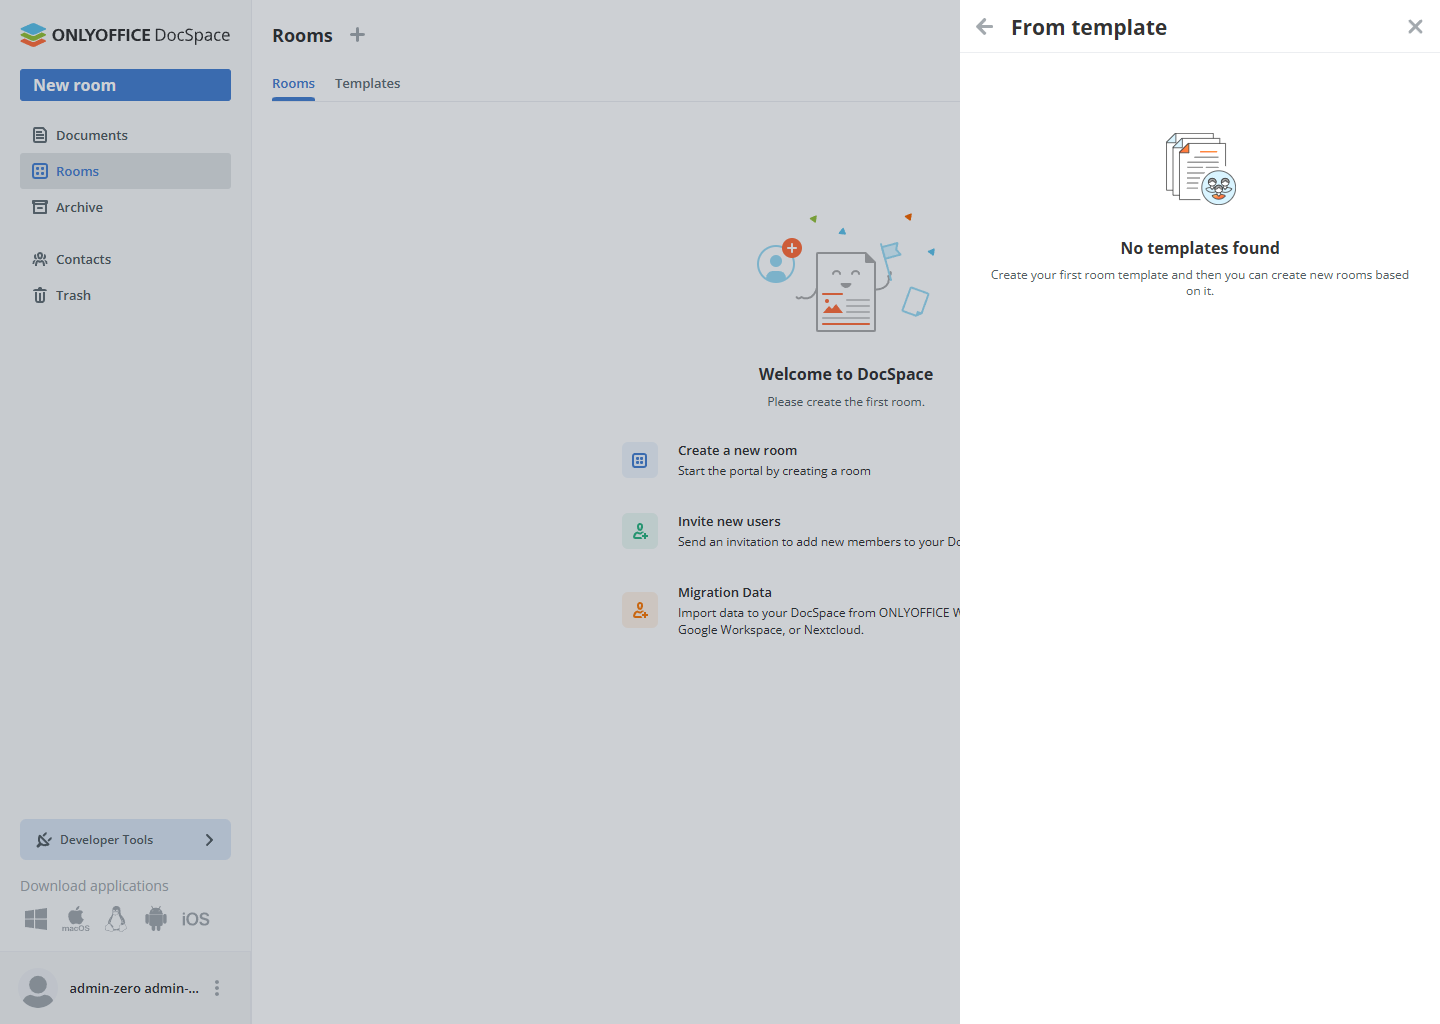 ONLYOFFICE DocSpace
New room
Documents
Rooms
Archive
Contacts
Trash
Developer Tools
Download applications
macOS
iOS
admin-zero admin-...
Rooms
Rooms Templates
Welcome to DocSpace
Please create the first room.
Create a new room
Start the portal by creating a room
Invite new users
Send an invitation to add new members to your
Migration Data
Import data to your DocSpace from ONLYOFFICE
Google Workspace, or Nextcloud.
From template
No templates found
Create your first room template and then you can create new rooms based
on it.